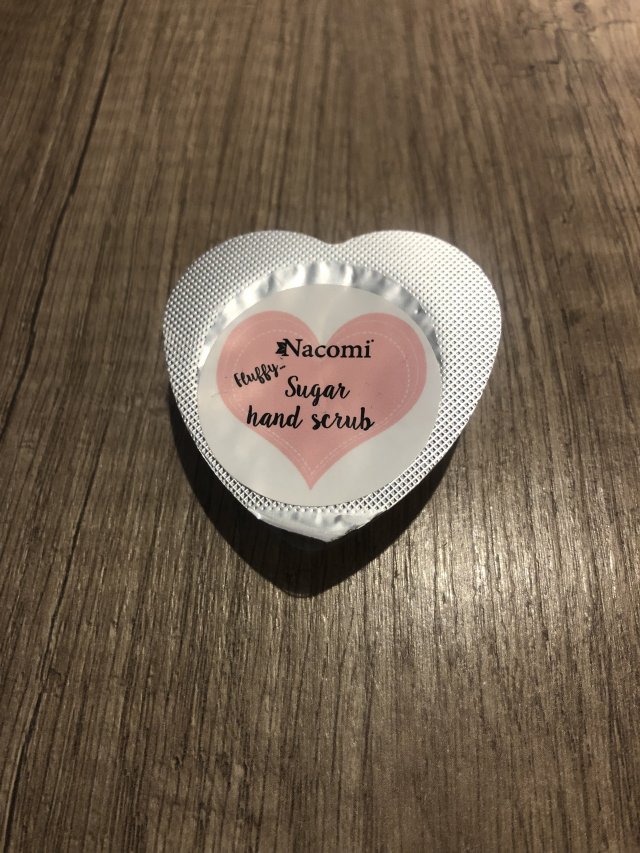 Nacomi
Fluffy-
Sugar
hand scrub